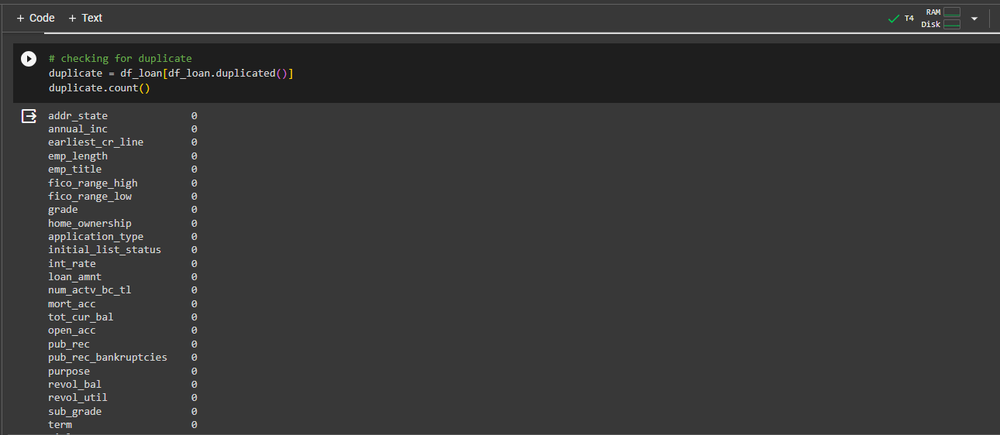 + Code + Text
T4 RAM
Disk
# checking for duplicate
duplicate = df_loan[df_loan.duplicated()]
duplicate.count()
addr_state 0
annual_inc 0
earliest_cr_line 0
emp_length 0
emp_title 0
fico_range_high 0
fico_range_low 0
grade 0
home_ownership 0
application_type 0
initial_list_status 0
int_rate 0
loan_amnt 0
num_actv_bc_tl 0
mort_acc 0
tot_cur_bal 0
open_acc 0
pub_rec 0
pub_rec_bankruptcies 0
purpose 0
revol_bal 0
revol_util 0
sub_grade 0
term 0